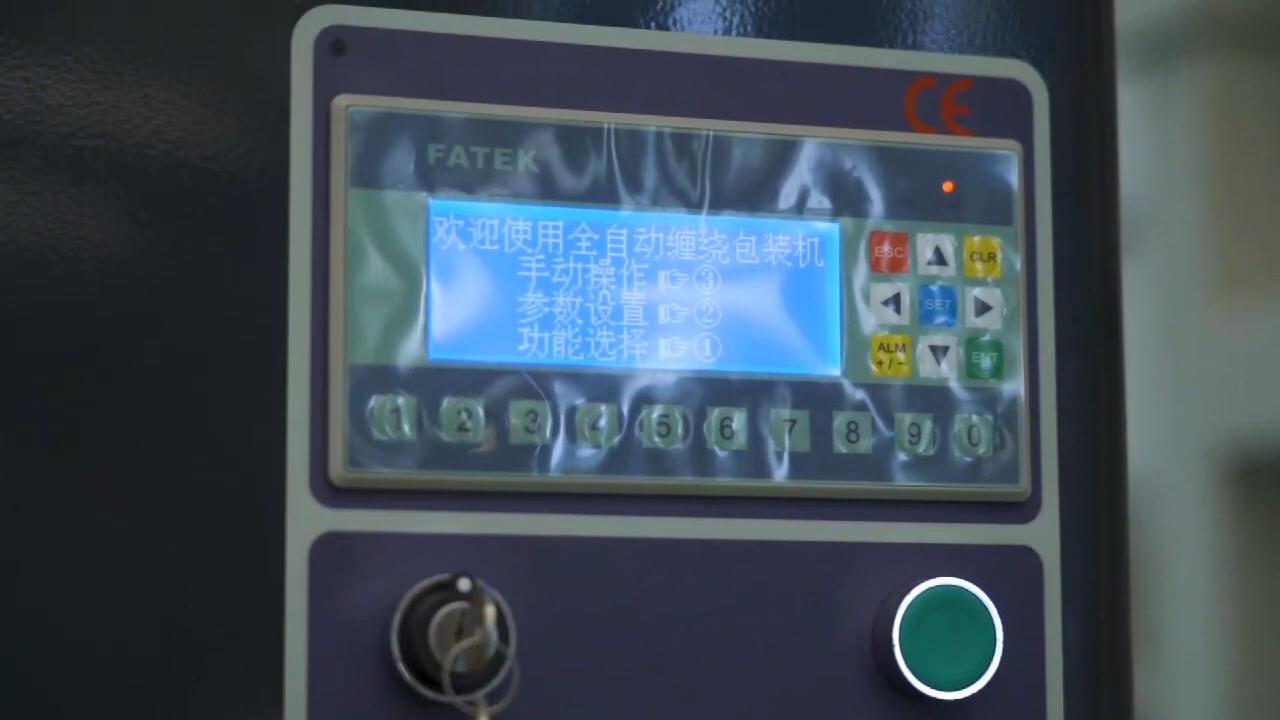 CE
FATEK
欢迎使用全自动缠绕包装机
手动操作 ☞③
参数设置 ☞②
功能选择 ☞①
ESC ▲ CLR
◀ SET ▶
ALM +/- ▼ ENT
1 2 3 4 5 6 7 8 9 0